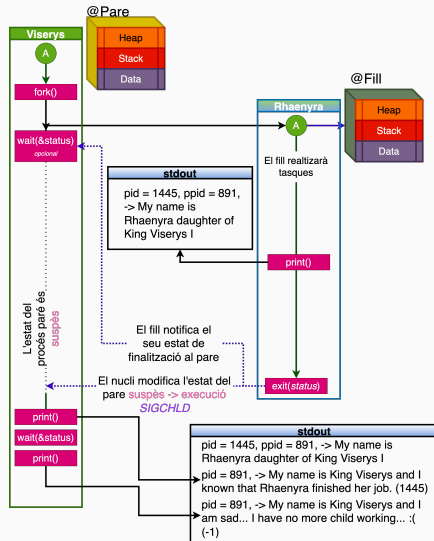 @Pare
Viserys
A
Heap
Stack
Data
fork()
@Fill
Rhaenyra
A
Heap
Stack
Data
wait(&status)
opcional
El fill realtizarà
tasques
stdout
pid = 1445, ppid = 891,
-> My name is
Rhaenyra daughter of
King Viserys I
print()
L'estat del
procés pare és
suspès
El fill notifica el
seu estat de
finalització al pare
El nucli modifica l'estat del
pare suspès -> execució
SIGCHLD
exit(status)
print()
wait(&status)
print()
stdout
pid = 1445, ppid = 891, -> My name is
Rhaenyra daughter of King Viserys I
pid = 891, -> My name is King Viserys and I
known that Rhaenyra finished her job. (1445)
pid = 891, -> My name is King Viserys and I
am sad... I have no more child working... :(
(-1)